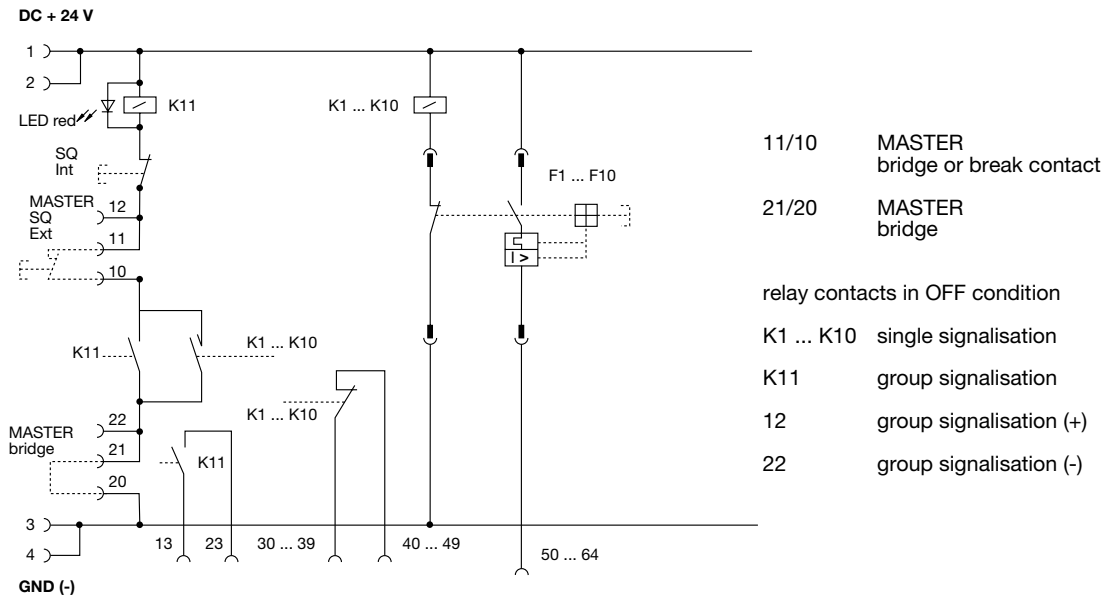 DC + 24 V
1
2
LED red
K11
K1 ... K10
SQ
Int
F1 ... F10
MASTER
SQ
Ext
12
11
10
K11
K1 ... K10
K1 ... K10
MASTER
bridge
22
21
20
K11
3
4
13
23
30 ... 39
40 ... 49
50 ... 64
I >
GND (-)
11/10 MASTER
bridge or break contact
21/20 MASTER
bridge
relay contacts in OFF condition
K1 ... K10 single signalisation
K11 group signalisation
12 group signalisation (+)
22 group signalisation (-)